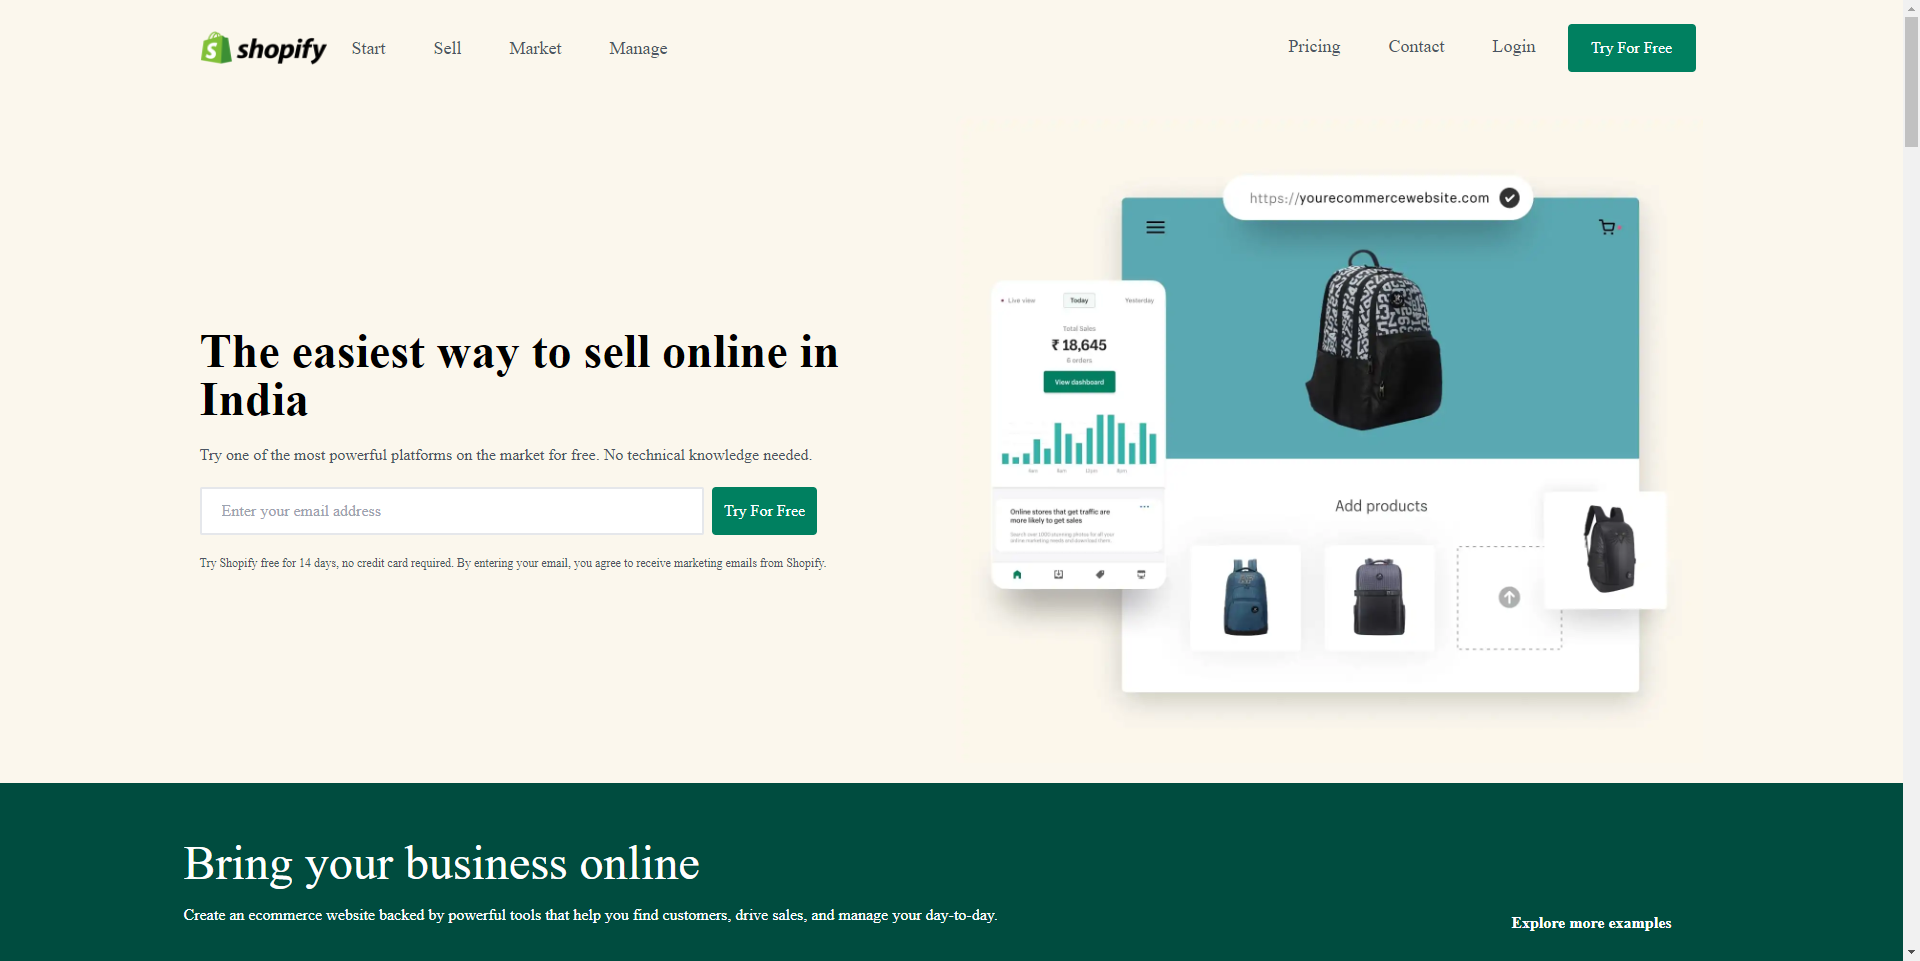 shopify
Start
Sell
Market
Manage
Pricing
Contact
Login
Try For Free
https://yourecommercewebsite.com
Live view
Today
Yesterday
Total Sales
₹ 18,645
View dashboard
Online stores that get traffic are
more likely to get sales
Add products
The easiest way to sell online in
India
Try one of the most powerful platforms on the market for free. No technical knowledge needed.
Enter your email address
Try For Free
Try Shopify free for 14 days, no credit card required. By entering your email, you agree to receive marketing emails from Shopify.
Bring your business online
Create an ecommerce website backed by powerful tools that help you find customers, drive sales, and manage your day-to-day.
Explore more examples